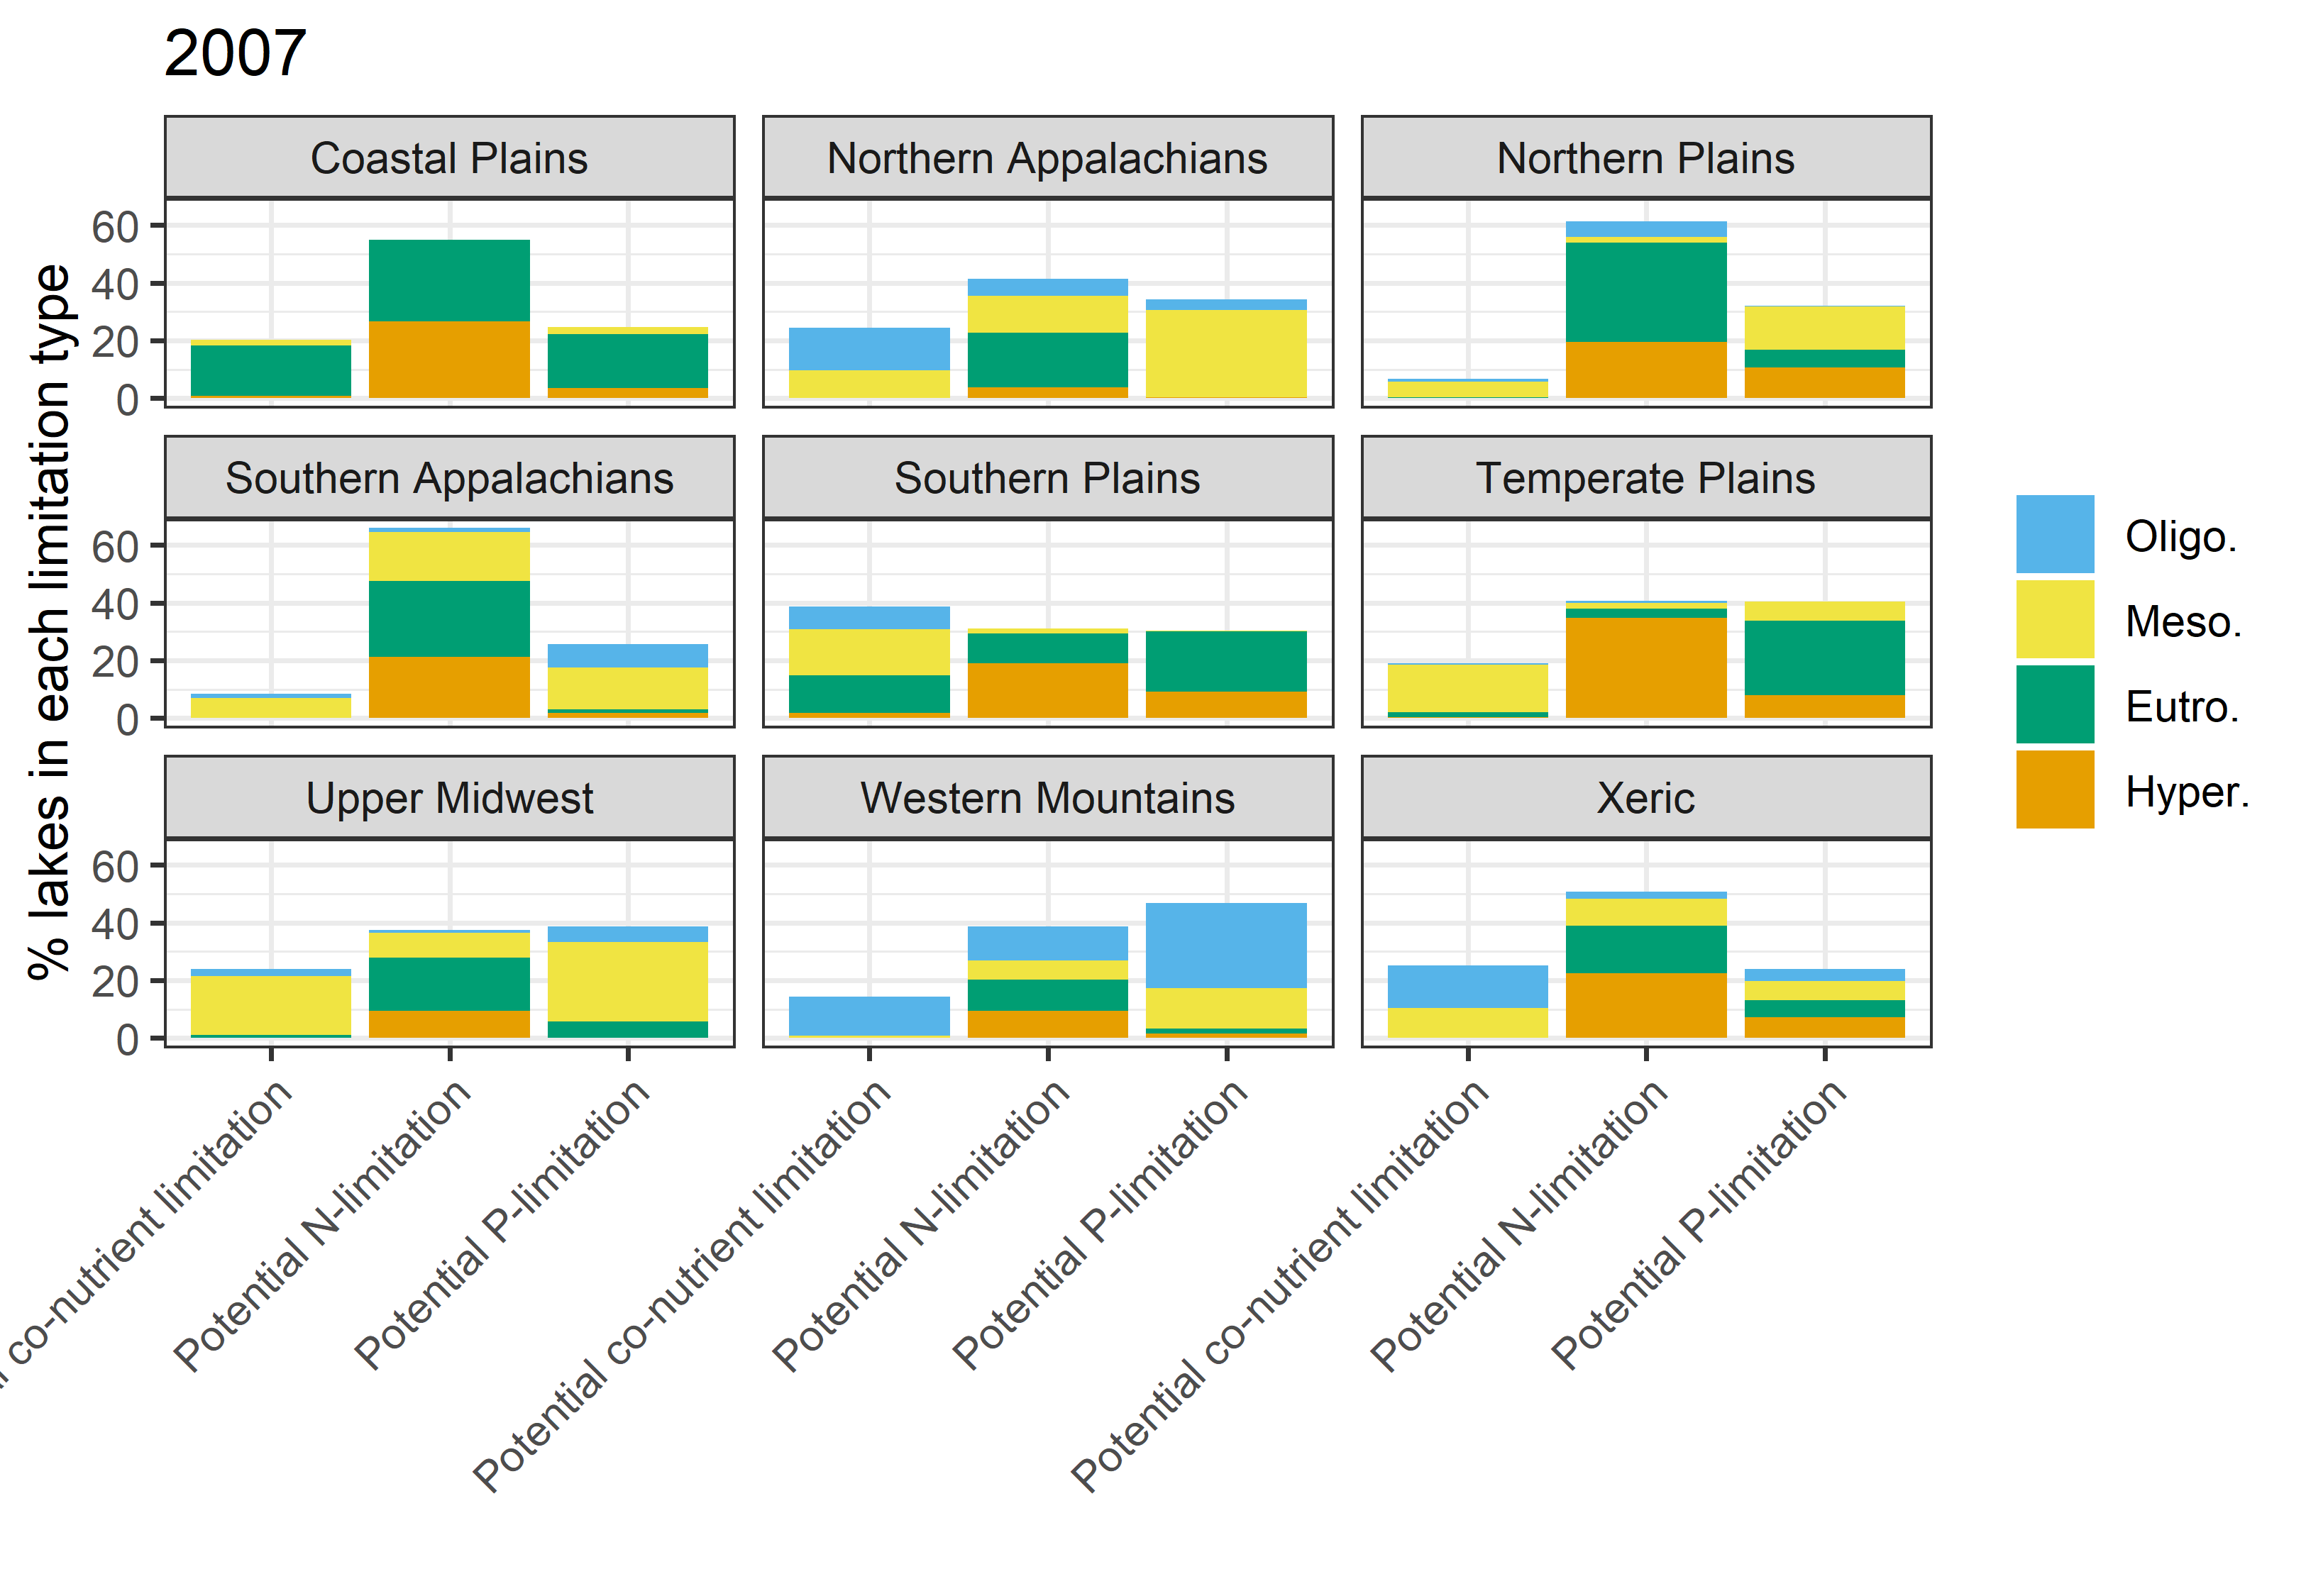 2007
% lakes in each limitation type
Coastal Plains
Northern Appalachians
Northern Plains
60
40
20
0
Southern Appalachians
Southern Plains
Temperate Plains
60
40
20
0
Upper Midwest
Western Mountains
Xeric
60
40
20
0
co-nutrient limitation
Potential N-limitation
Potential P-limitation
Potential co-nutrient limitation
Potential N-limitation
Potential P-limitation
Potential co-nutrient limitation
Potential N-limitation
Potential P-limitation
Oligo.
Meso.
Eutro.
Hyper.